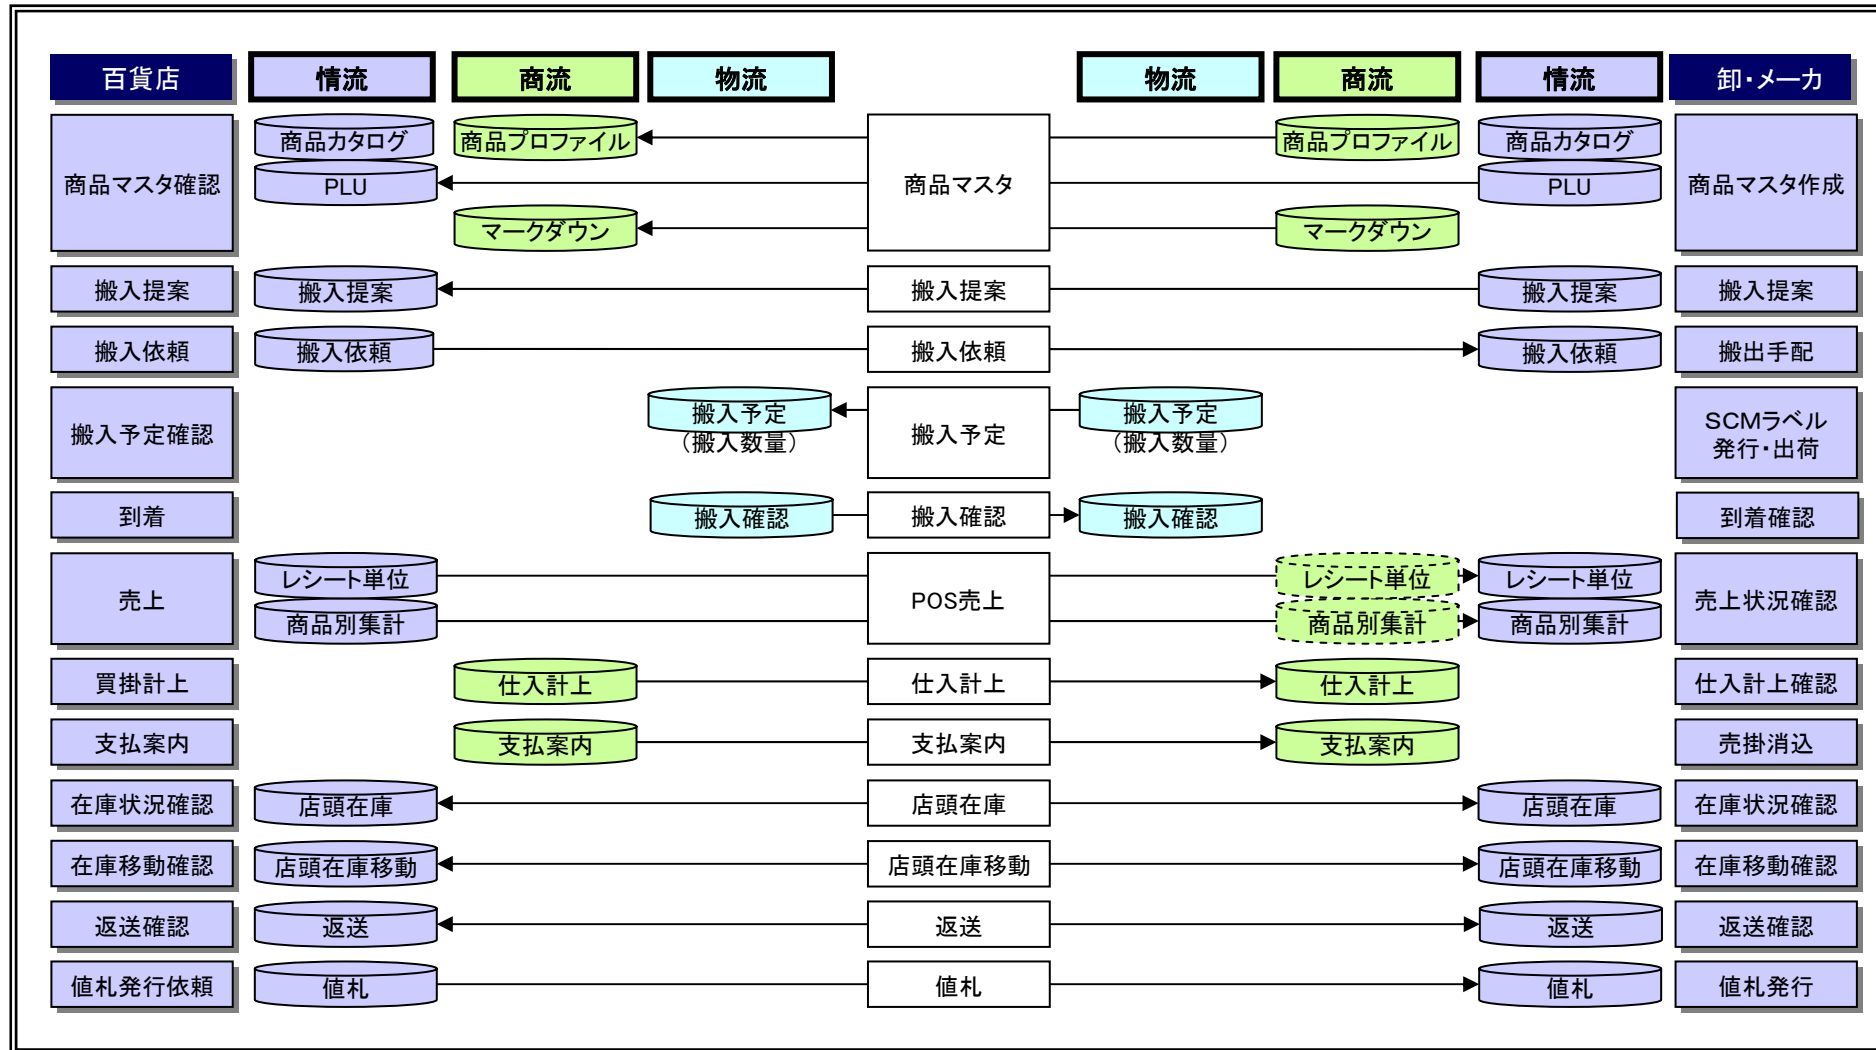 百貨店
情流
商流
物流
物流
商流
情流
卸・メーカ
商品マスタ確認
商品カタログ
商品プロファイル
PLU
マークダウン
商品マスタ
商品プロファイル
商品カタログ
PLU
マークダウン
商品マスタ作成
搬入提案
搬入提案
搬入提案
搬入提案
搬入提案
搬入依頼
搬入依頼
搬入依頼
搬入依頼
搬出手配
搬入予定確認
搬入予定
（搬入数量）
搬入予定
搬入予定
（搬入数量）
SCMラベル
発行・出荷
到着
搬入確認
搬入確認
搬入確認
到着確認
売上
レシート単位
商品別集計
POS売上
レシート単位
商品別集計
レシート単位
商品別集計
売上状況確認
買掛計上
仕入計上
仕入計上
仕入計上
仕入計上確認
支払案内
支払案内
支払案内
支払案内
売掛消込
在庫状況確認
店頭在庫
店頭在庫
店頭在庫
在庫状況確認
在庫移動確認
店頭在庫移動
店頭在庫移動
店頭在庫移動
在庫移動確認
返送確認
返送
返送
返送
返送確認
値札発行依頼
値札
値札
値札
値札発行